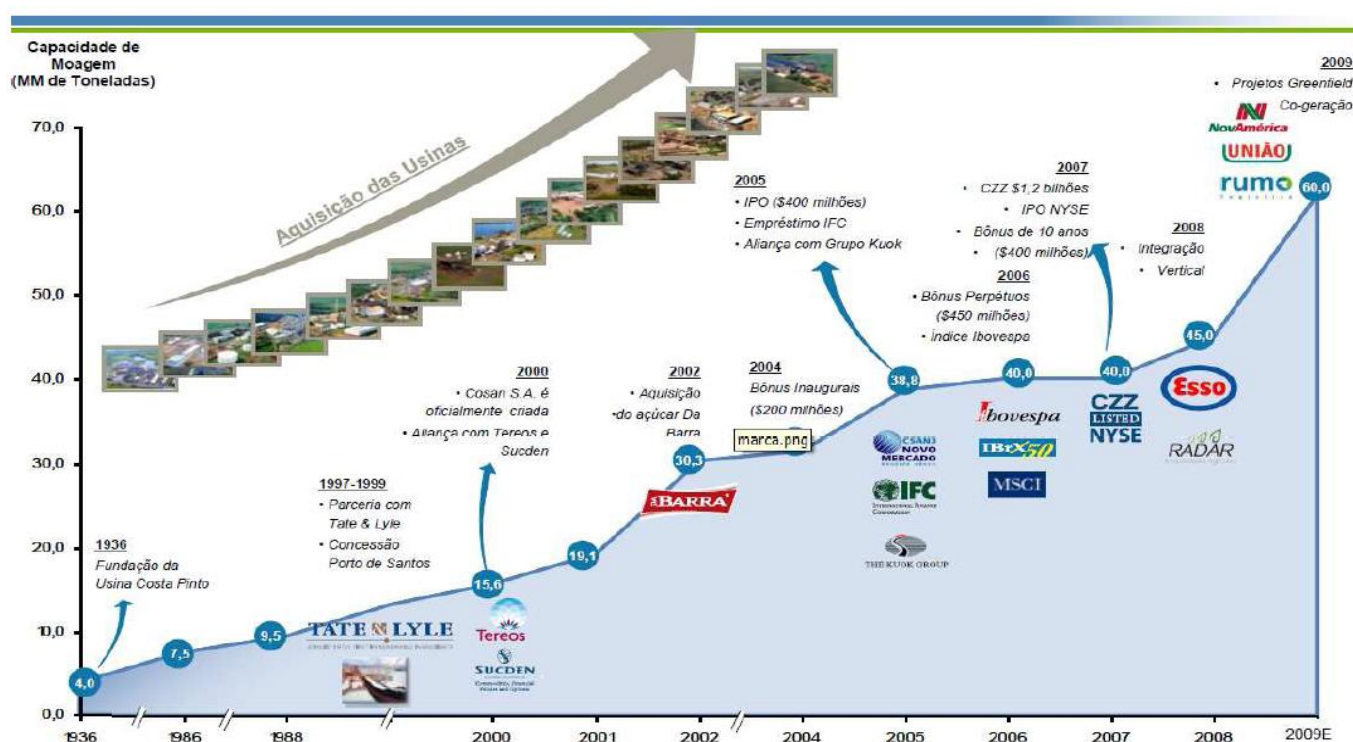 Capacidade de
Moagem
(MM de Toneladas)
70,0
60,0
50,0
40,0
30,0
20,0
10,0
0,0
Aquisição das Usinas
1936
Fundação da
Usina Costa Pinto
1997-1999
• Parceria com
Tate & Lyle
• Concessão
Porto de Santos
2000
• Cosan S.A. é
oficialmente criada
• Aliança com Tereos e
Sucden
2002
• Aquisição
•do açúcar Da
Barra
2004
Bônus Inaugurais
($200 milhões)
marca.png
2005
• IPO ($400 milhões)
• Empréstimo IFC
• Aliança com Grupo Kuok
2006
• Bônus Perpétuos
($450 milhões)
• Índice Ibovespa
2007
• CZZ $1,2 bilhões
• IPO NYSE
• Bônus de 10 anos
• ($400 milhões)
2008
• Integração
• Vertical
2009
• Projetos Greenfield
Co-geração
NovAmérica
UNIÃO
rumo
4,0
7,5
9,5
15,6
19,1
30,3
38,8
40,0
40,0
45,0
60,0
TATE & LYLE
Tereos
SUCDEN
DA BARRA
CSAN3
NOVO
MERCADO
IFC
International Finance
Corporation
THE KUOK GROUP
Ibovespa
IBrX50
MSCI
CZZ
LISTED
NYSE
Esso
RADAR
1936
1986
1988
2000
2001
2002
2004
2005
2006
2007
2008
2009E